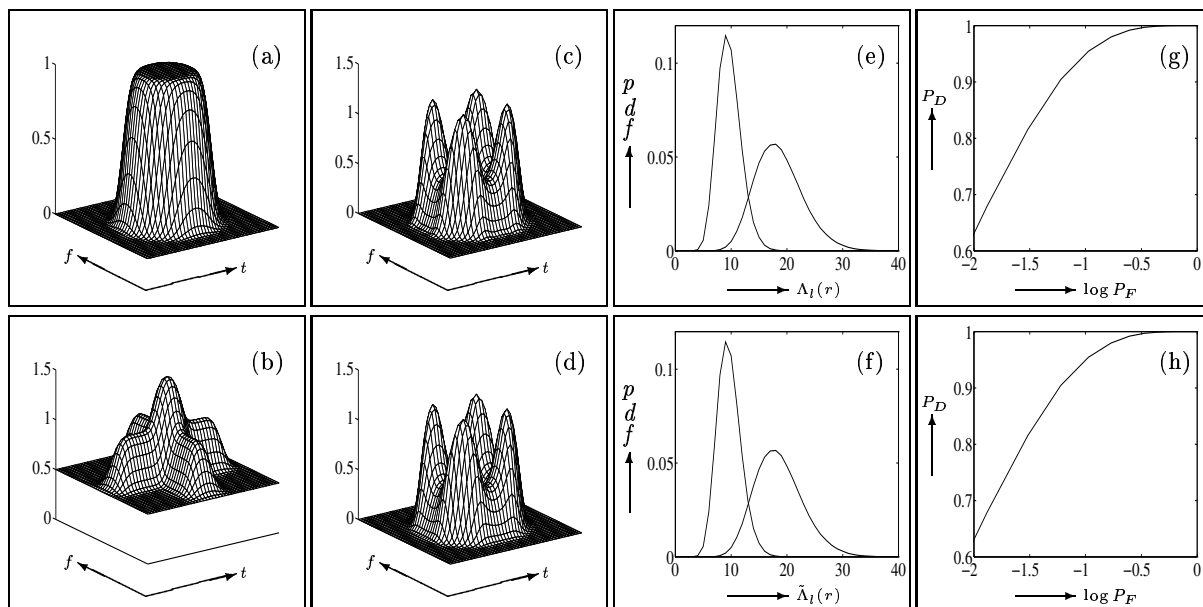 (a)
1
0.5
0
f
t
(c)
1.5
1
0.5
0
f
t
(e)
p
d
f
0.1
0.05
0
0 10 20 30 40
Λ_l(r)
(g)
P_D
1
0.9
0.8
0.7
0.6
−2 −1.5 −1 −0.5 0
log P_F
(b)
1.5
1
0.5
0
f
t
(d)
1.5
1
0.5
0
f
t
(f)
p
d
f
0.1
0.05
0
0 10 20 30 40
Λ̃_l(r)
(h)
P_D
1
0.9
0.8
0.7
0.6
−2 −1.5 −1 −0.5 0
log P_F